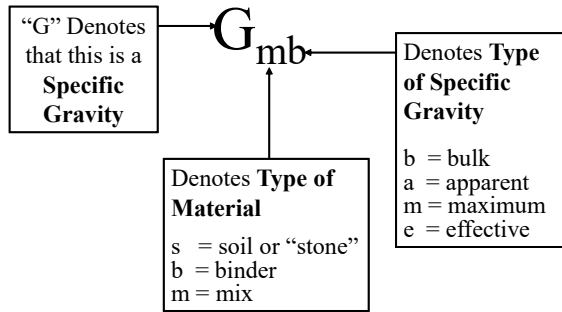 “G” Denotes
that this is a
Specific
Gravity
Gmb
Denotes Type
of Specific
Gravity
b = bulk
a = apparent
m = maximum
e = effective
Denotes Type of
Material
s = soil or “stone”
b = binder
m = mix